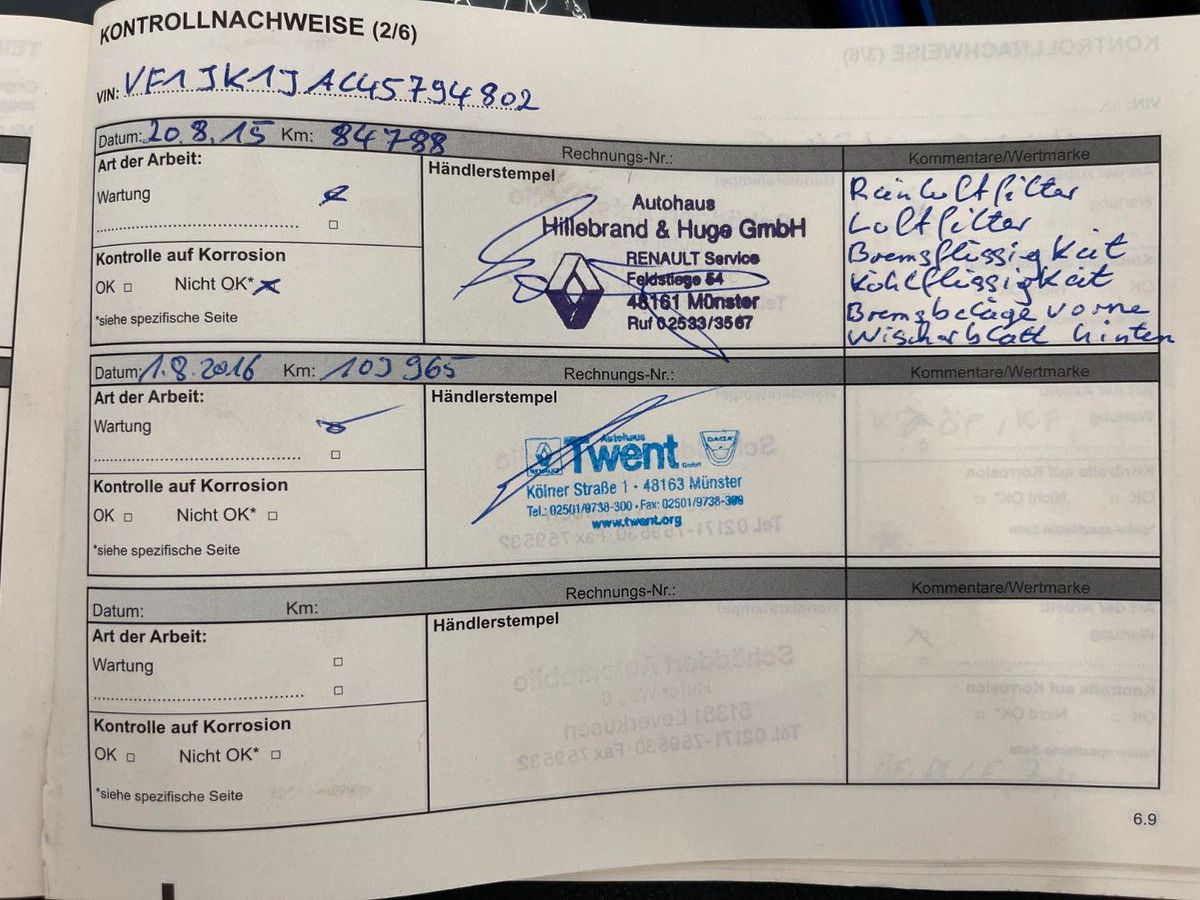 KONTROLLNACHWEISE (2/6)
VIN: VF1JK1JAC45794802
Datum: 20.8.15 Km: 84788
Rechnungs-Nr.:
Kommentare/Wertmarke
Art der Arbeit:
Wartung
Kontrolle auf Korrosion
OK □ Nicht OK*
*siehe spezifische Seite
Händlerstempel
Autohaus
Hillebrand & Huge GmbH
RENAULT Service
Feldstiege 54
48161 Münster
Ruf 02533/3567
Reinluftfilter
Luftfilter
Bremsflüssigkeit
Kühlflüssigkeit
Bremsbeläge vorne
Wischerblatt hinten
Datum: 1.8.2016 Km: 109965
Rechnungs-Nr.:
Kommentare/Wertmarke
Art der Arbeit:
Wartung
Kontrolle auf Korrosion
OK □ Nicht OK* □
*siehe spezifische Seite
Händlerstempel
Autohaus
Twent GmbH
DACIA
Kölner Straße 1 · 48163 Münster
Tel.: 02501/9738-300 · Fax: 02501/9738-399
www.twent.org
Datum: Km:
Rechnungs-Nr.:
Kommentare/Wertmarke
Art der Arbeit:
Wartung □
Kontrolle auf Korrosion
OK □ Nicht OK* □
*siehe spezifische Seite
Händlerstempel
6.9